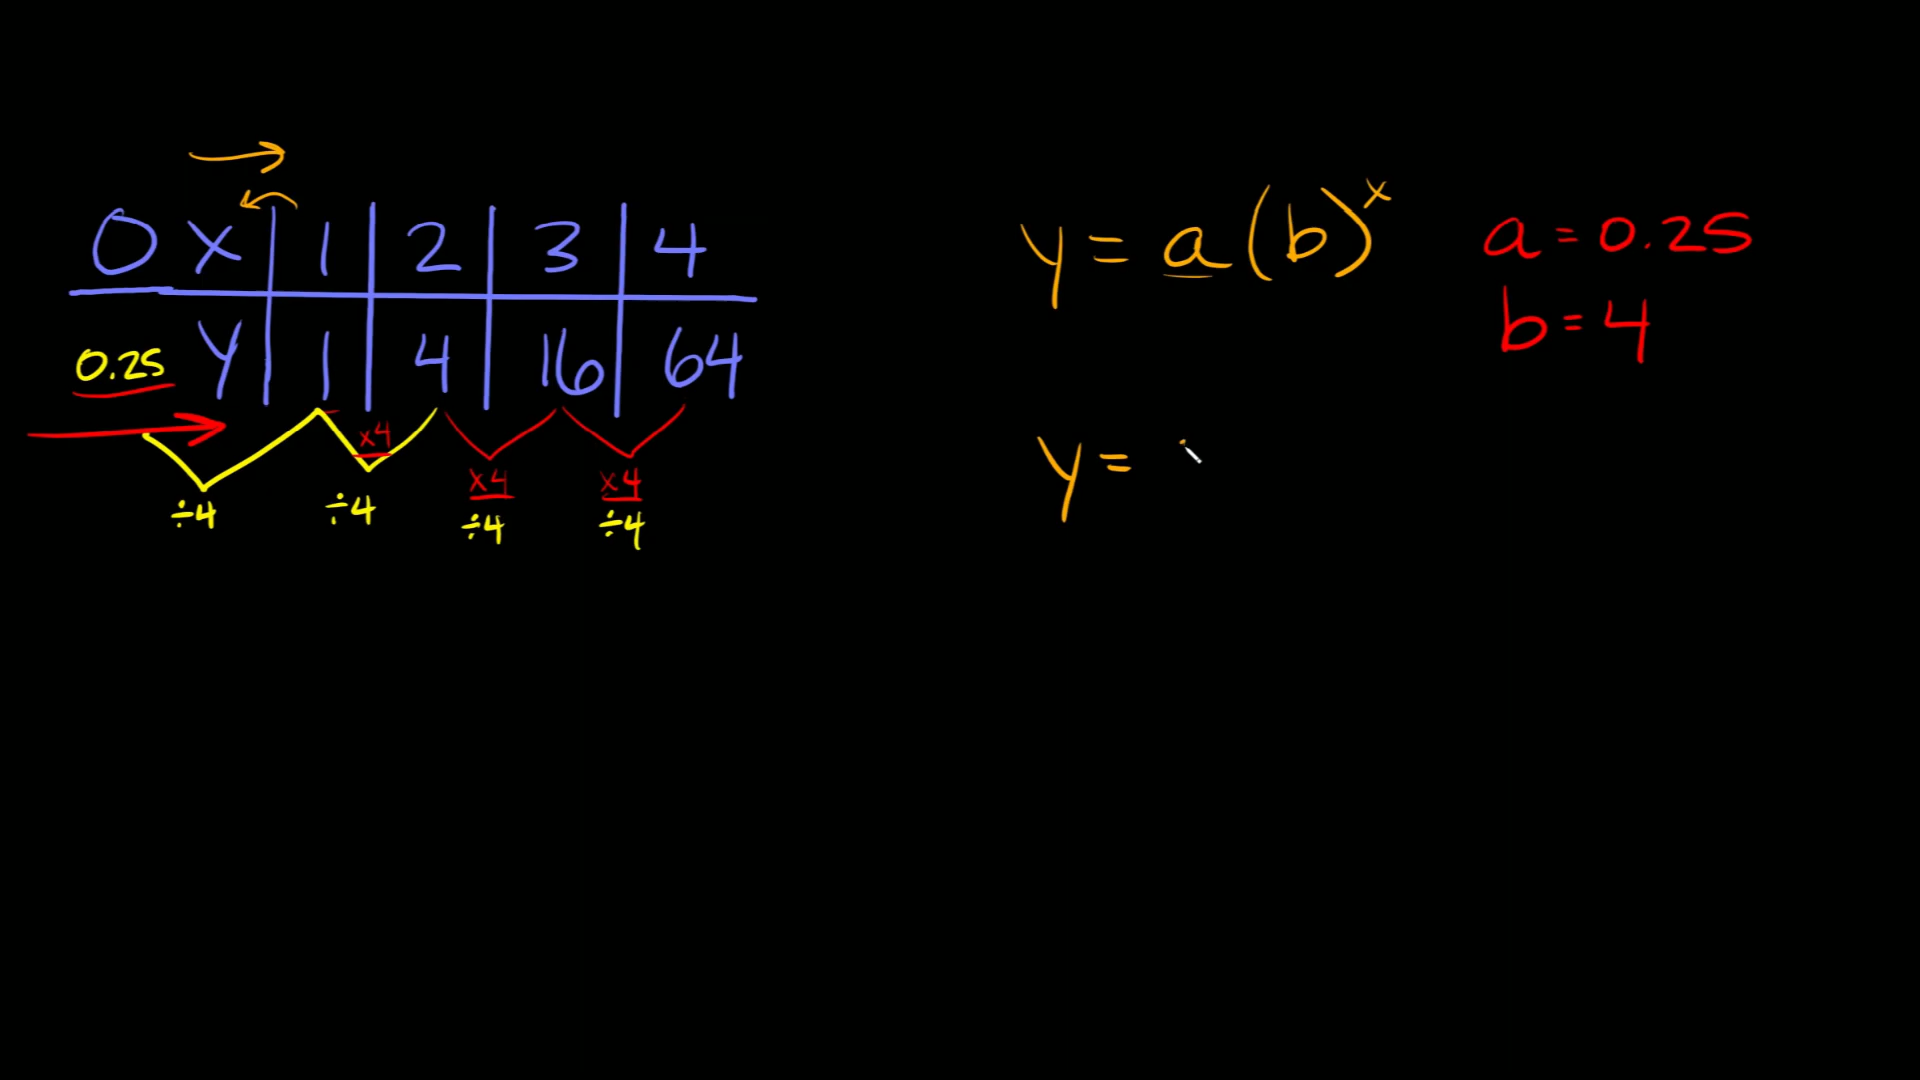 0 x 1 2 3 4
0.25 y 1 4 16 64
x4 x4 x4
÷4 ÷4 ÷4 ÷4
y = a(b)^x
a = 0.25
b = 4
y =